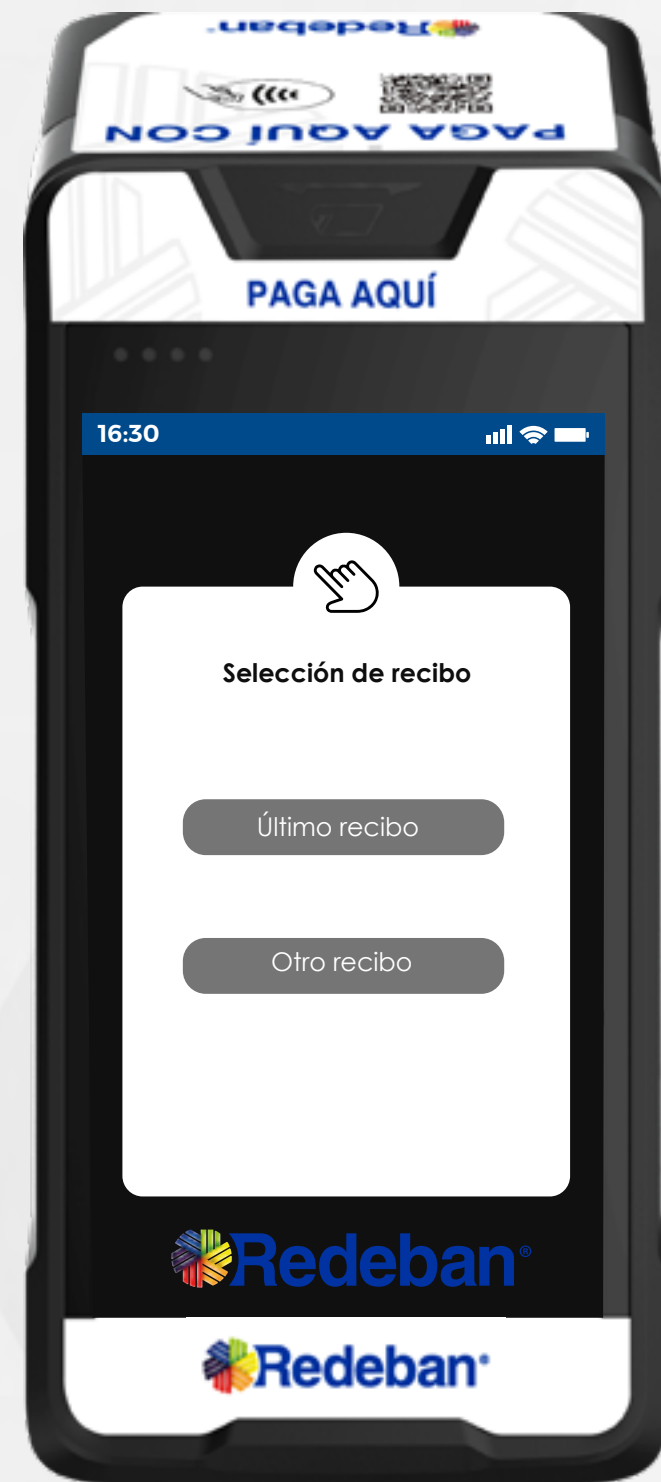 Redeban
PAGA AQUÍ CON
PAGA AQUÍ
16:30
Selección de recibo
Último recibo
Otro recibo
Redeban®
Redeban